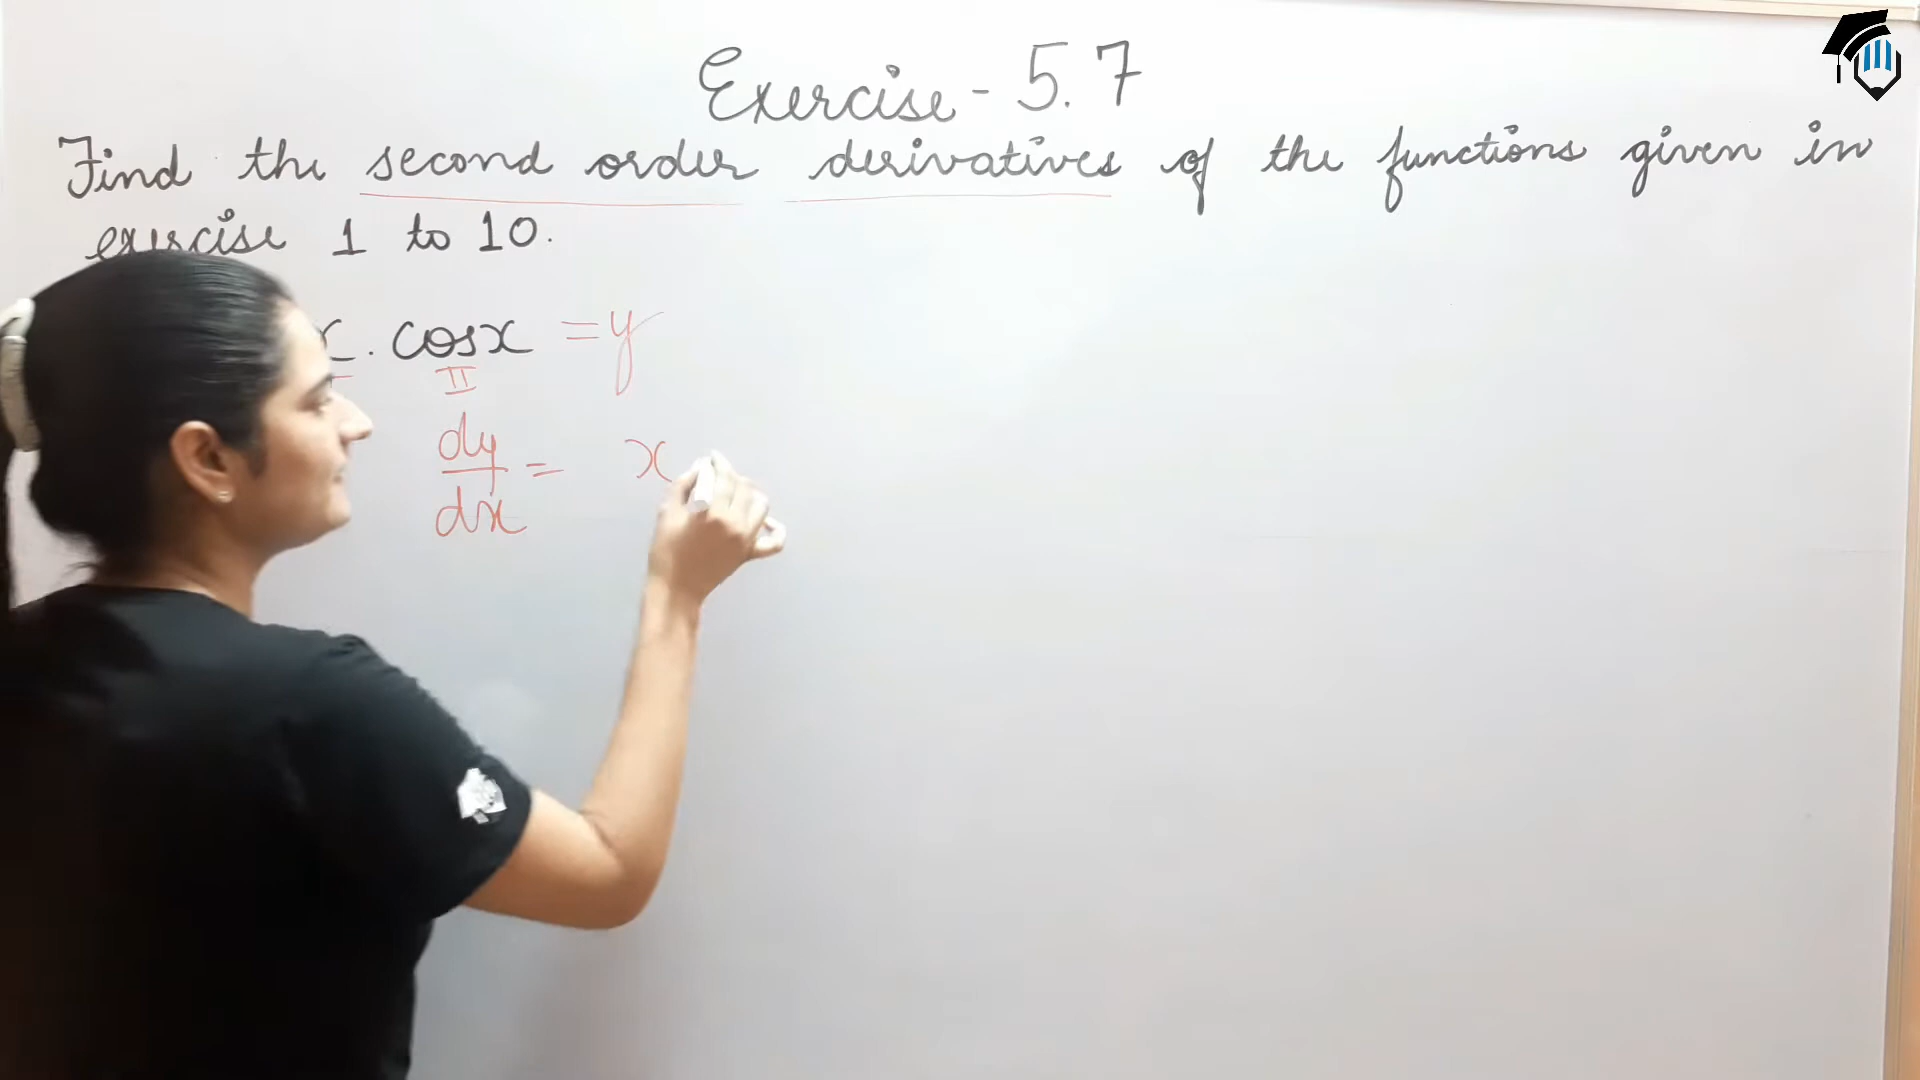 Exercise - 5.7
Find the second order derivatives of the functions given in
exercise 1 to 10.
x . cosx = y
II
dy/dx = x